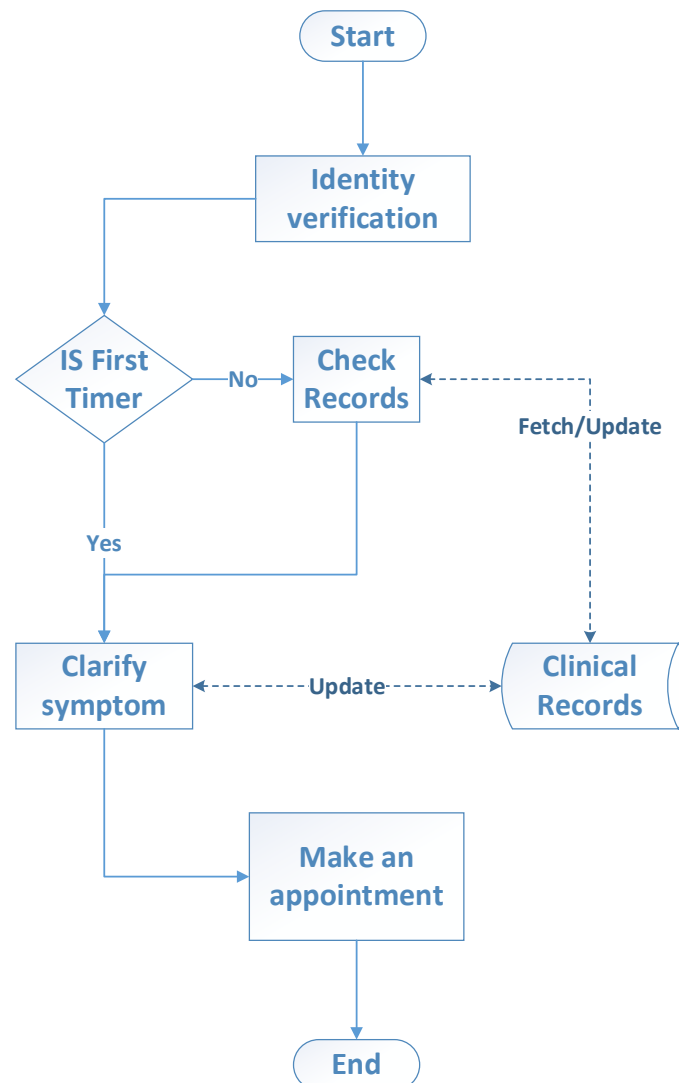 Start
Identity
verification
IS First
Timer
No
Check
Records
Fetch/Update
Yes
Clarify
symptom
Update
Clinical
Records
Make an
appointment
End